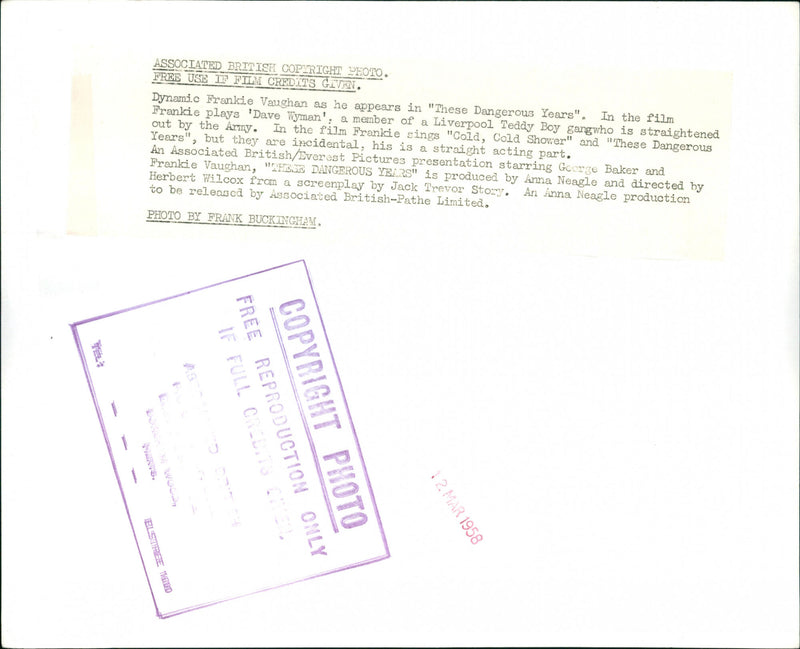 ASSOCIATED BRITISH COPYRIGHT PHOTO.
FREE USE IF FILM CREDITS GIVEN.
Dynamic Frankie Vaughan as he appears in "These Dangerous Years". In the film
Frankie plays 'Dave Wyman', a member of a Liverpool Teddy Boy gangwho is straightened
out by the Army. In the film Frankie sings "Cold, Cold Shower" and "These Dangerous
Years", but they are incidental, his is a straight acting part.
An Associated British/Everest Pictures presentation starring George Baker and
Frankie Vaughan, "THESE DANGEROUS YEARS" is produced by Anna Neagle and directed by
Herbert Wilcox from a screenplay by Jack Trevor Story. An Anna Neagle production
to be released by Associated British-Pathe Limited.
PHOTO BY FRANK BUCKINGHAM.
COPYRIGHT PHOTO
FREE REPRODUCTION ONLY
IF FULL CREDITS GIVEN.
ASSOCIATED BRITISH
HERTS.
TEL:
ELSTREE 1600
12 MAR 1958